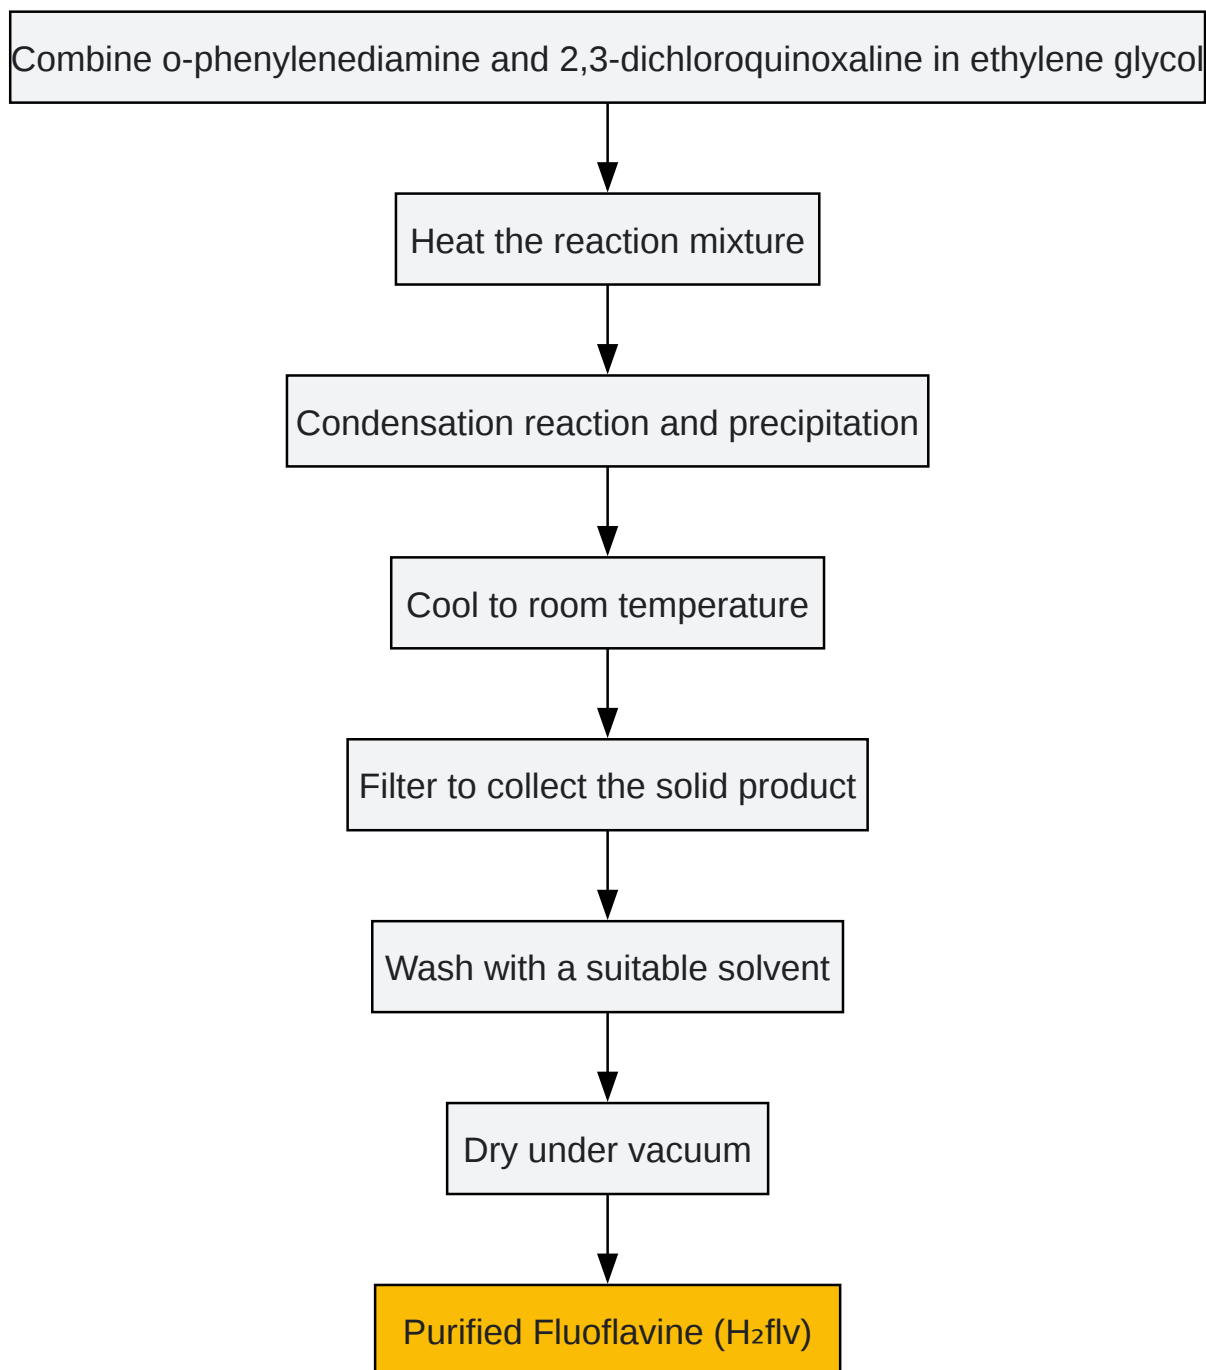 Combine o-phenylenediamine and 2,3-dichloroquinoxaline in ethylene glycol
Heat the reaction mixture
Condensation reaction and precipitation
Cool to room temperature
Filter to collect the solid product
Wash with a suitable solvent
Dry under vacuum
Purified Fluoflavine (H₂flv)